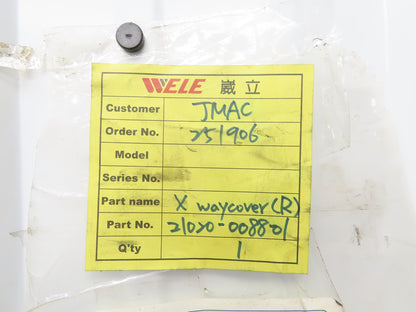 WELE 崴立
Customer JMAC
Order No. 251906
Model
Series No.
Part name X waycover(R)
Part No. 21020-008801
Q'ty 1